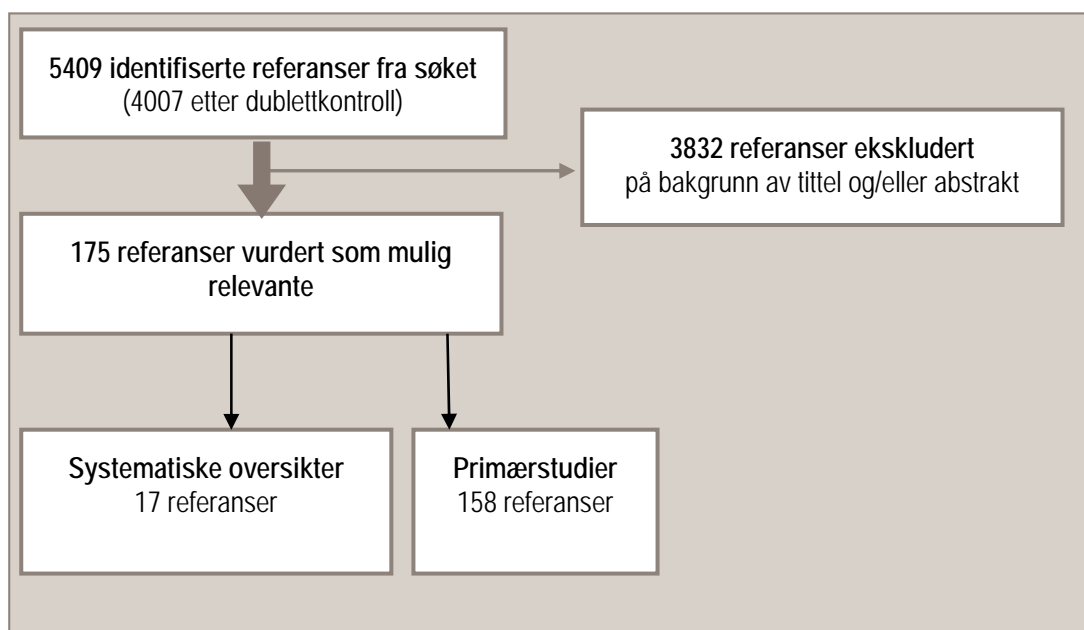 5409 identifiserte referanser fra søket
(4007 etter dublettkontroll)
3832 referanser ekskludert
på bakgrunn av tittel og/eller abstrakt
175 referanser vurdert som mulig
relevante
Systematiske oversikter
17 referanser
Primærstudier
158 referanser